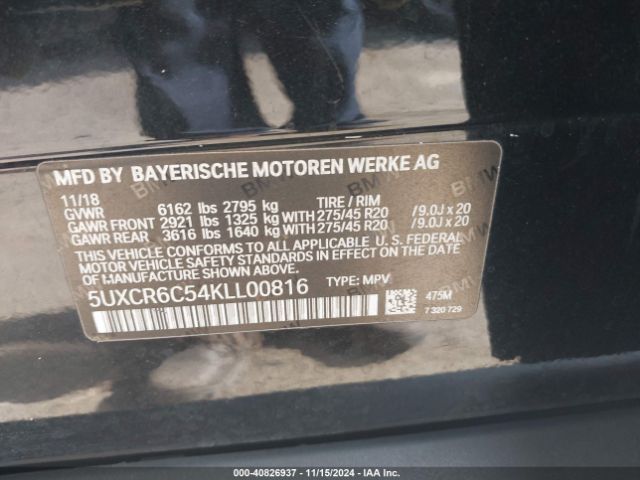 MFD BY BAYERISCHE MOTOREN WERKE AG
11/18 TIRE / RIM
GVWR 6162 lbs 2795 kg
GAWR FRONT 2921 lbs 1325 kg WITH 275/45 R20 / 9.0J x 20
GAWR REAR 3616 lbs 1640 kg WITH 275/45 R20 / 9.0J x 20
THIS VEHICLE CONFORMS TO ALL APPLICABLE U. S. FEDERAL
MOTOR VEHICLE SAFETY STANDARDS IN EFFECT ON THE DATE
OF MANUFACTURE SHOWN ABOVE.
5UXCR6C54KLL00816 TYPE: MPV
475M
7 320 729
000-40826937 - 11/15/2024 - IAA Inc.